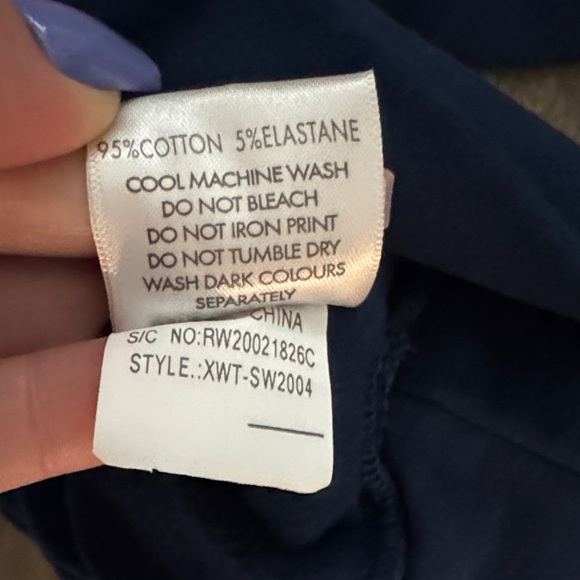 95%COTTON 5%ELASTANE
COOL MACHINE WASH
DO NOT BLEACH
DO NOT IRON PRINT
DO NOT TUMBLE DRY
WASH DARK COLOURS
SEPARATELY
CHINA
S/C NO:RW20021826C
STYLE.:XWT-SW2004